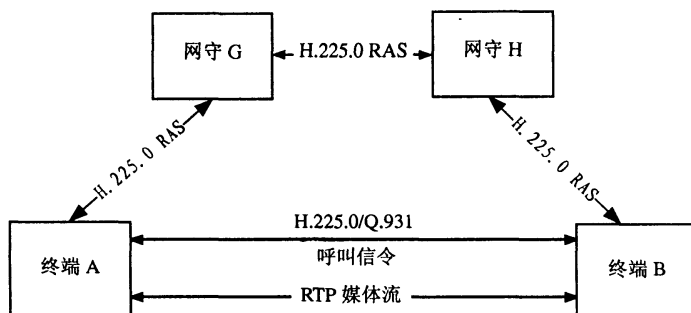 网守 G
H.225.0 RAS
网守 H
H.225.0 RAS
H.225.0 RAS
H.225.0/Q.931
呼叫信令
终端 A
终端 B
RTP 媒体流